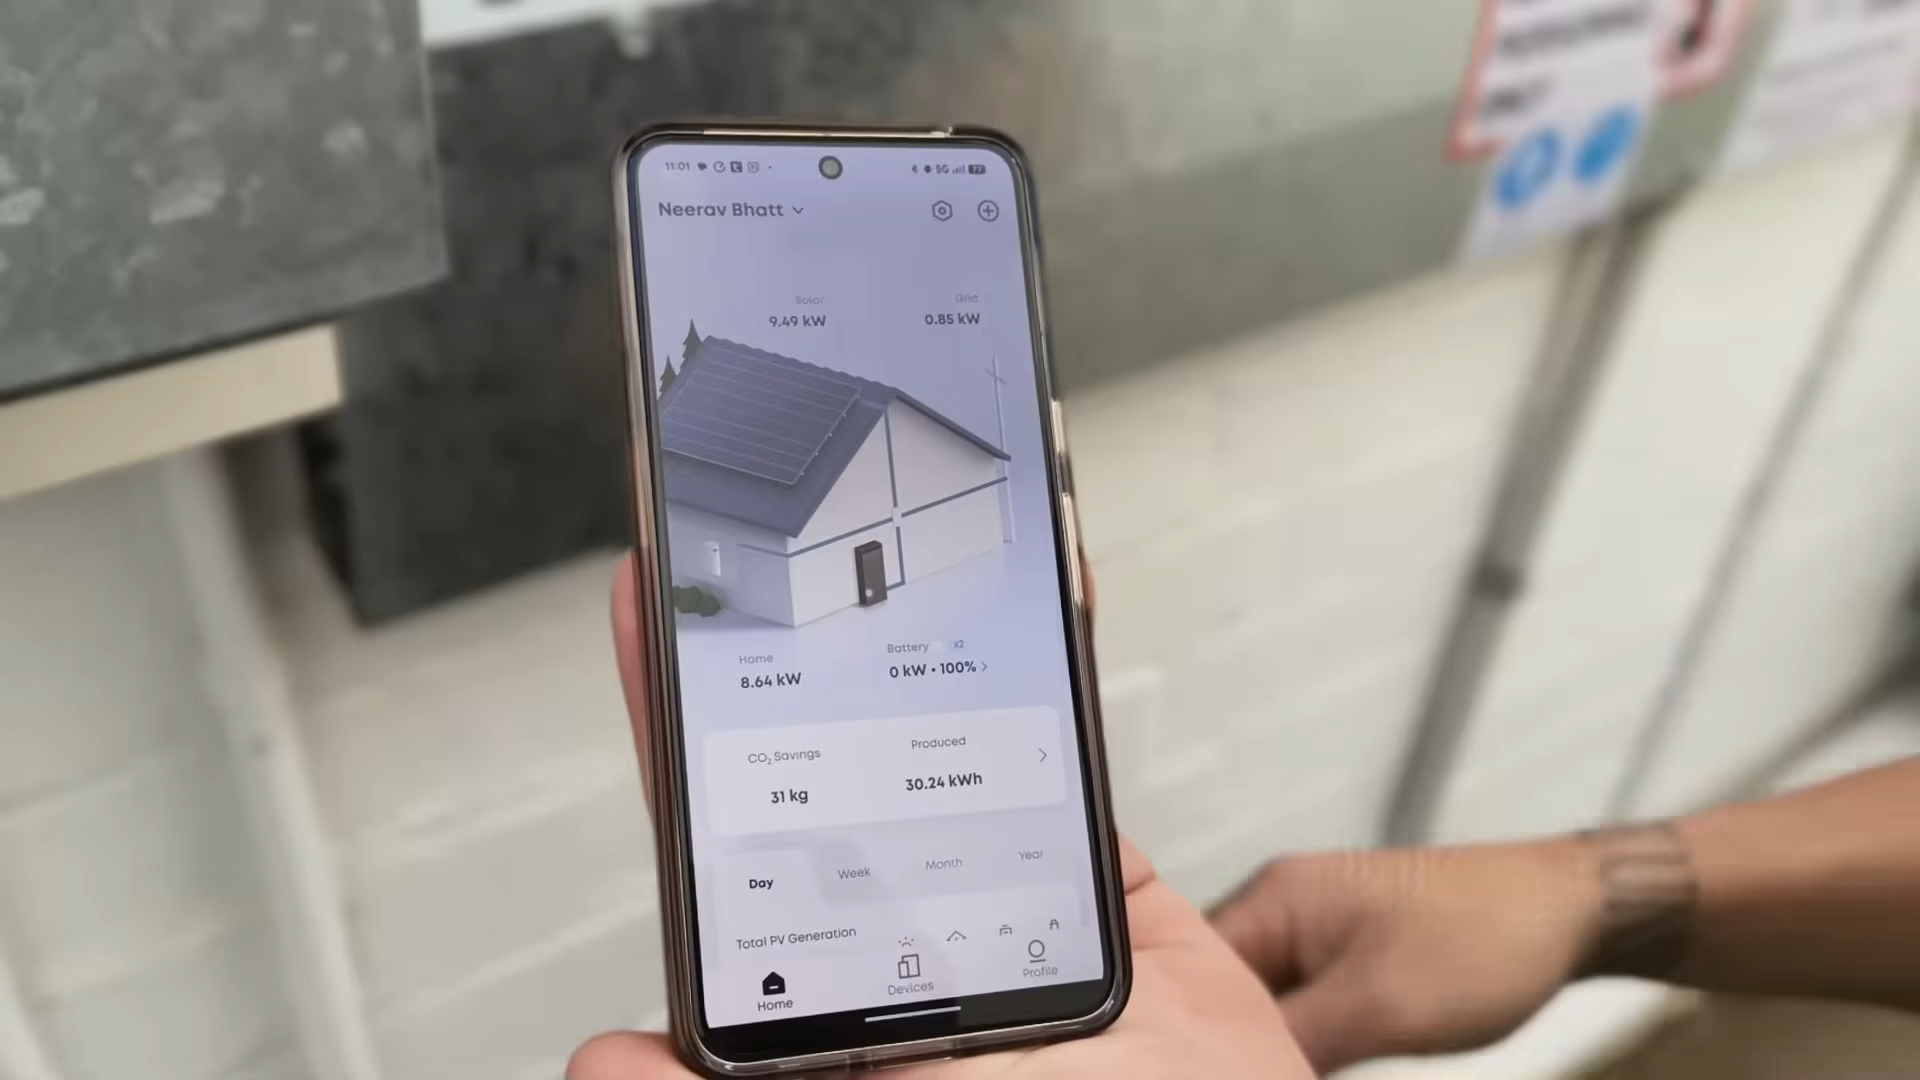 11:01
5G
77
Neerav Bhatt
Solar
9.49 kW
Grid
0.85 kW
Home
8.64 kW
Battery X2
0 kW • 100%
CO₂ Savings
31 kg
Produced
30.24 kWh
Day
Week
Month
Year
Total PV Generation
Home
Devices
Profile